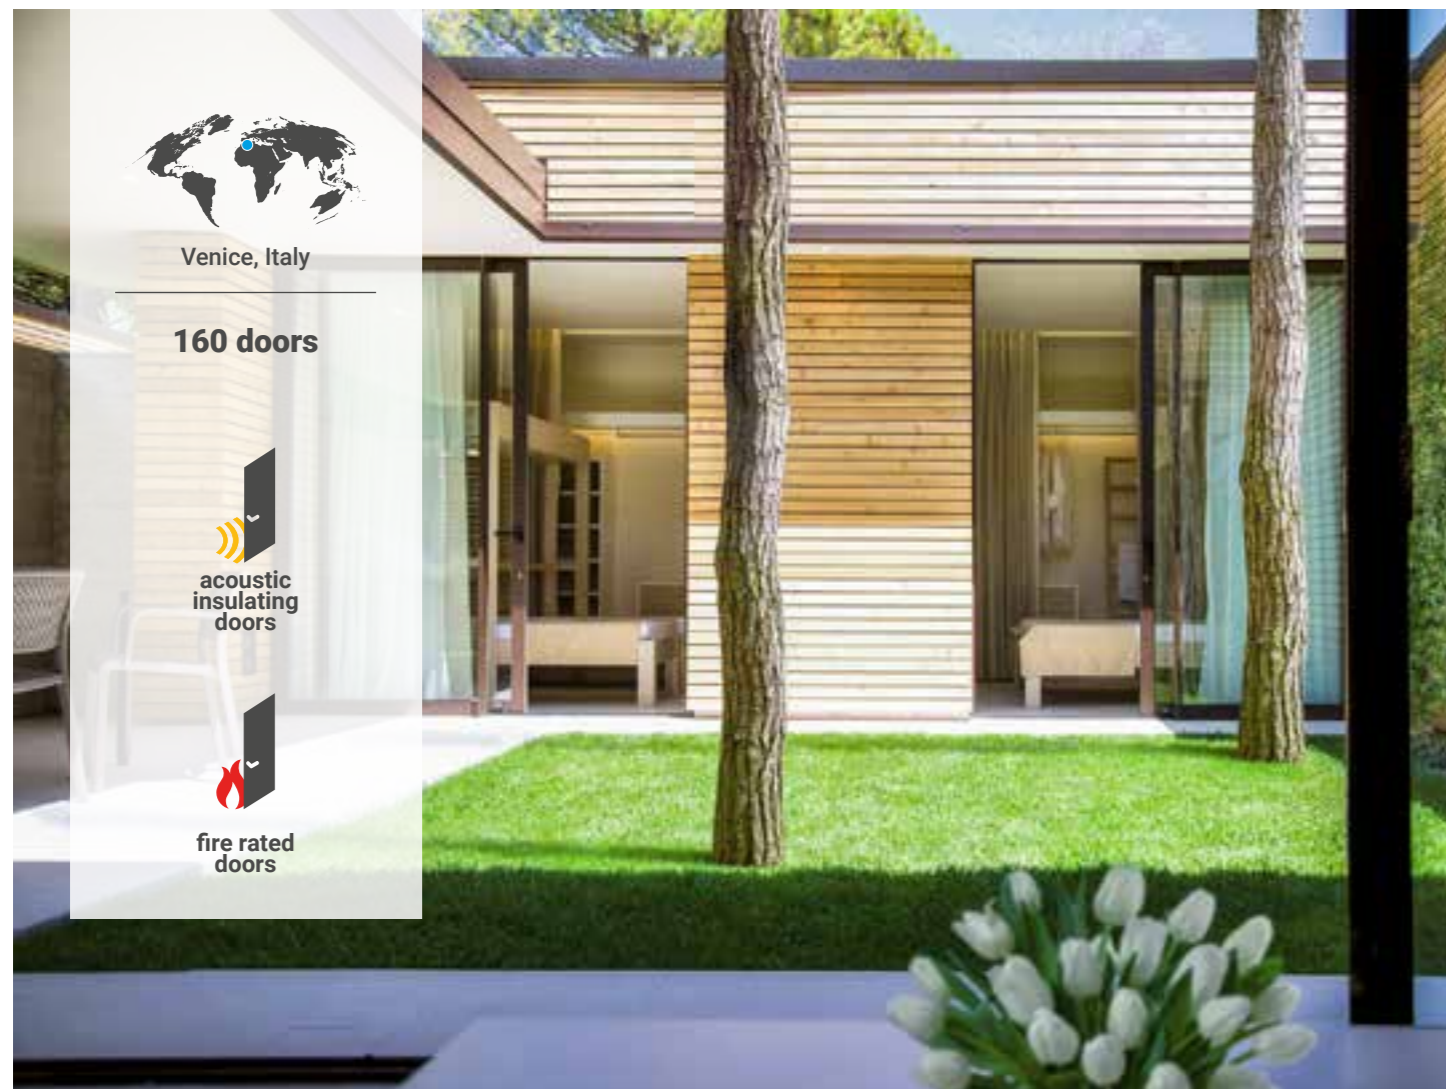 Venice, Italy
160 doors
acoustic
insulating
doors
fire rated
doors